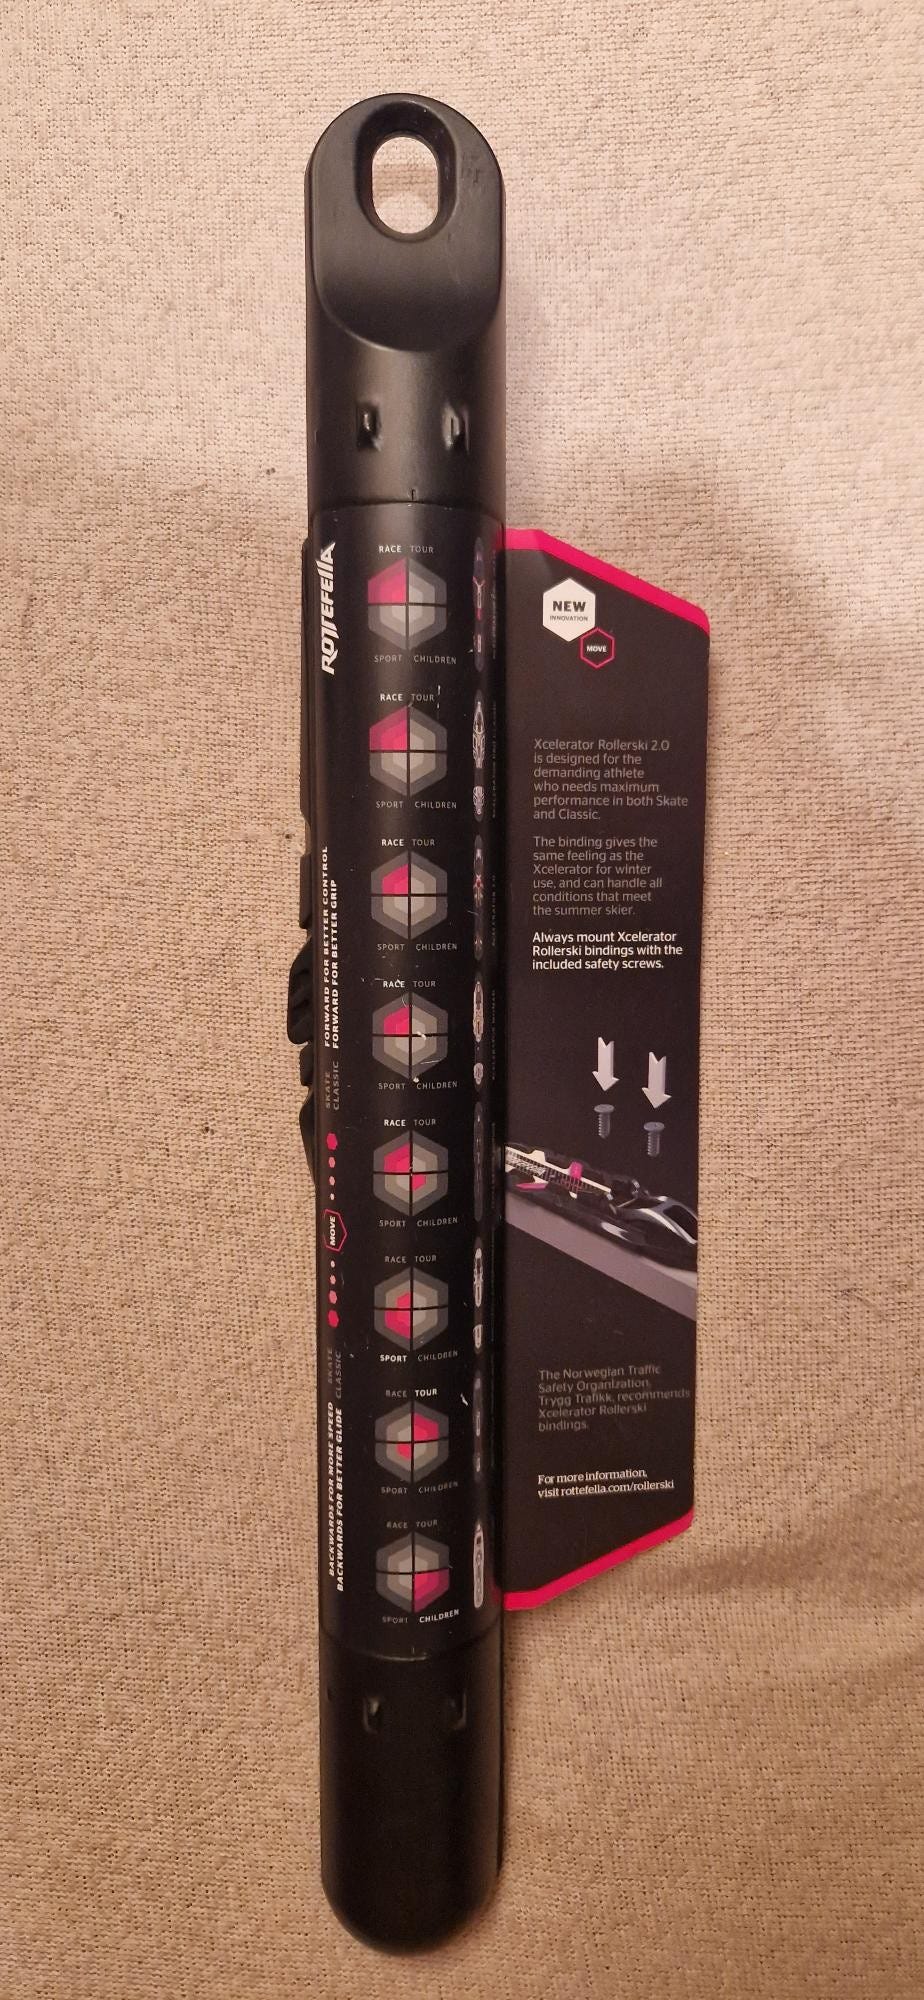 ROTTEFELLA
FORWARD FOR BETTER CONTROL
FORWARD FOR BETTER GRIP
SKATE
CLASSIC
MOVE
SKATE
CLASSIC
BACKWARDS FOR MORE SPEED
BACKWARDS FOR BETTER GLIDE
RACE TOUR
SPORT CHILDREN
RACE TOUR
SPORT CHILDREN
RACE TOUR
SPORT CHILDREN
RACE TOUR
SPORT CHILDREN
RACE TOUR
SPORT CHILDREN
RACE TOUR
SPORT CHILDREN
RACE TOUR
SPORT CHILDREN
RACE TOUR
SPORT CHILDREN
NEW
INNOVATION
MOVE
Xcelerator Rollerski 2.0
is designed for the
demanding athlete
who needs maximum
performance in both Skate
and Classic.
The binding gives the
same feeling as the
Xcelerator for winter
use, and can handle all
conditions that meet
the summer skier.
Always mount Xcelerator
Rollerski bindings with the
included safety screws.
The Norwegian Traffic
Safety Organization,
Trygg Trafikk, recommends
Xcelerator Rollerski
bindings.
For more information,
visit rottefella.com/rollerski